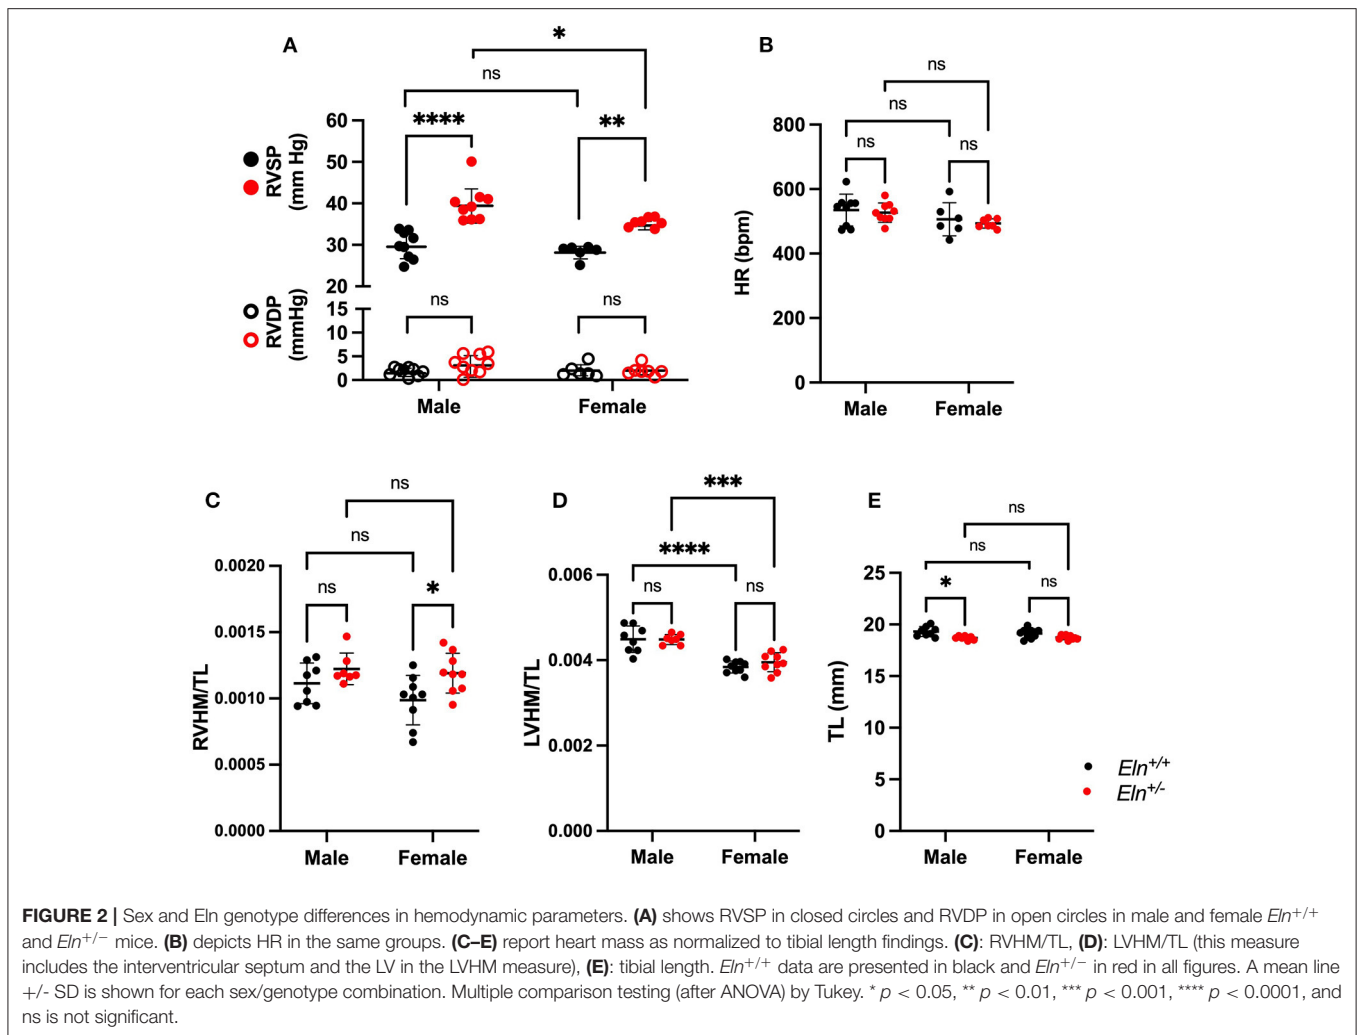 A
*
ns
****
**
RVSP
(mm Hg)
60
50
40
30
20
RVDP
(mmHg)
15
10
5
0
ns
ns
Male
Female
B
ns
ns
ns
ns
HR (bpm)
800
600
400
200
0
Male
Female
C
ns
ns
ns
*
RVHM/TL
0.0020
0.0015
0.0010
0.0005
0.0000
Male
Female
D
***
****
ns
ns
LVHM/TL
0.006
0.004
0.002
0.000
Male
Female
E
ns
ns
*
ns
TL (mm)
25
20
15
10
5
0
Male
Female
Eln+/+
Eln+/-
FIGURE 2 | Sex and Eln genotype differences in hemodynamic parameters. (A) shows RVSP in closed circles and RVDP in open circles in male and female Eln+/+
and Eln+/− mice. (B) depicts HR in the same groups. (C–E) report heart mass as normalized to tibial length findings. (C): RVHM/TL, (D): LVHM/TL (this measure
includes the interventricular septum and the LV in the LVHM measure), (E): tibial length. Eln+/+ data are presented in black and Eln+/− in red in all figures. A mean line
+/- SD is shown for each sex/genotype combination. Multiple comparison testing (after ANOVA) by Tukey. * p < 0.05, ** p < 0.01, *** p < 0.001, **** p < 0.0001, and
ns is not significant.